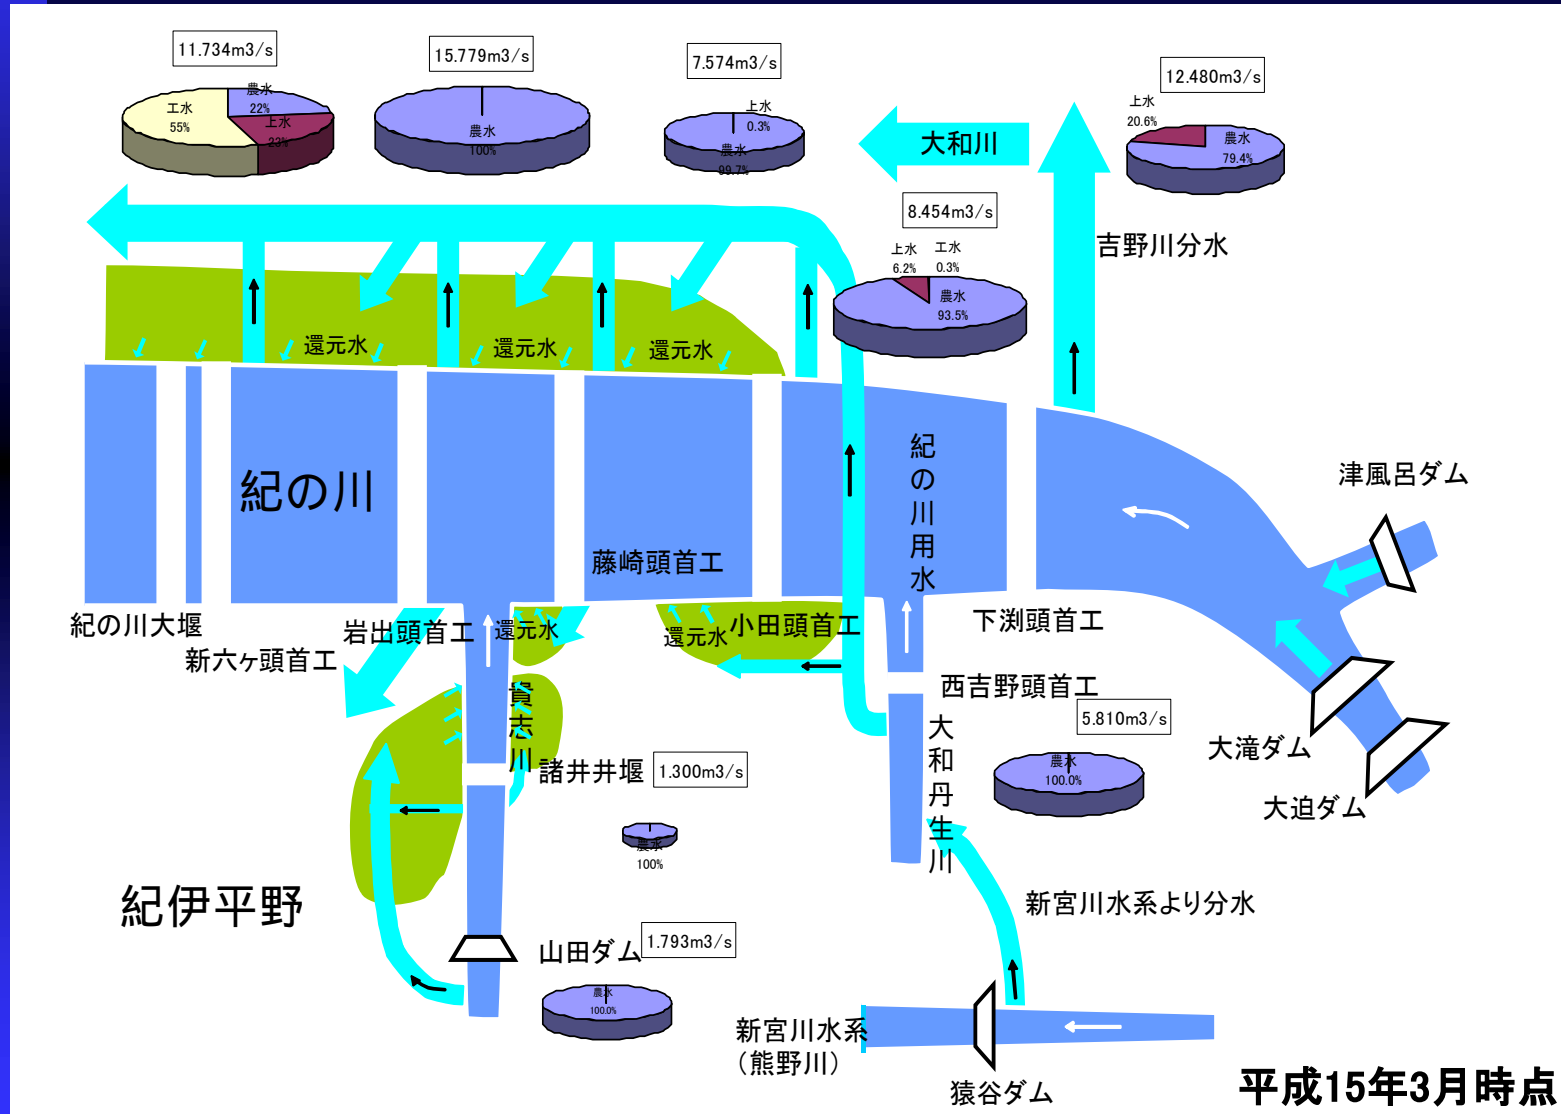 11.734m3/s
15.779m3/s
7.574m3/s
12.480m3/s
農水
22%
工水
55%
上水
23%
農水
100%
上水
0.3%
農水
99.7%
大和川
上水
20.6%
農水
79.4%
8.454m3/s
上水
6.2%
工水
0.3%
農水
93.5%
吉野川分水
還元水
還元水
還元水
紀の川
紀の川用水
津風呂ダム
藤崎頭首工
紀の川大堰
新六ヶ頭首工
岩出頭首工
還元水
還元水
小田頭首工
下渕頭首工
西吉野頭首工
5.810m3/s
農水
100.0%
貴志川
大和丹生川
大滝ダム
大迫ダム
諸井井堰
1.300m3/s
農水
100%
紀伊平野
新宮川水系より分水
山田ダム
1.793m3/s
農水
100.0%
新宮川水系
(熊野川)
猿谷ダム
平成15年3月時点